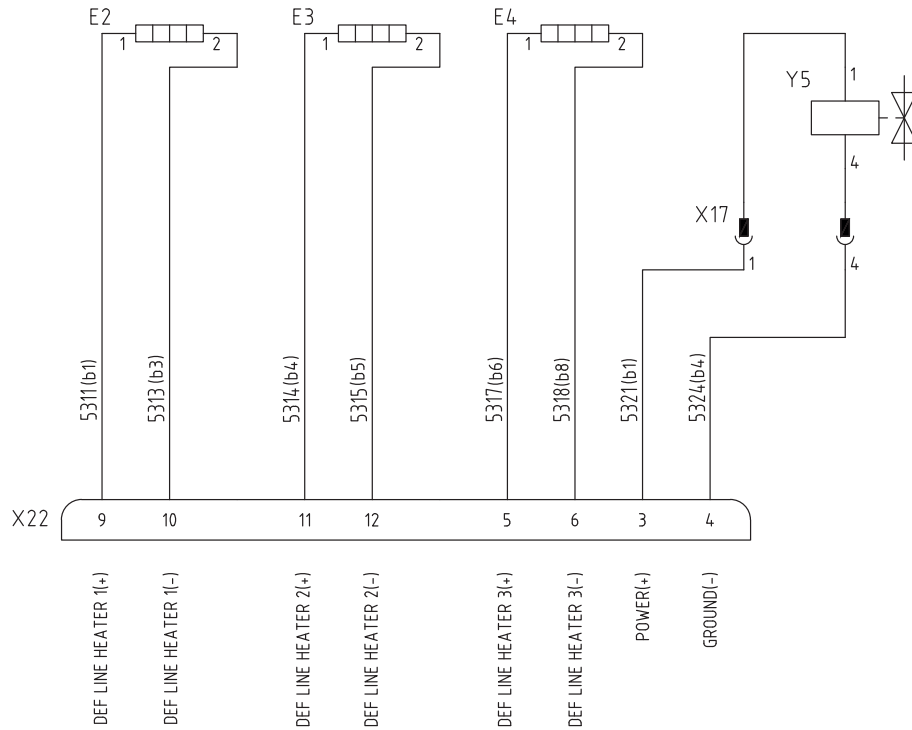 E2
E3
E4
1
2
1
2
1
2
1
Y5
4
X17
1
4
5311(b1)
5313(b3)
5314(b4)
5315(b5)
5317(b6)
5318(b8)
5321(b1)
5324(b4)
X22
9
10
11
12
5
6
3
4
DEF LINE HEATER 1(+)
DEF LINE HEATER 1(-)
DEF LINE HEATER 2(+)
DEF LINE HEATER 2(-)
DEF LINE HEATER 3(+)
DEF LINE HEATER 3(-)
POWER(+)
GROUND(-)